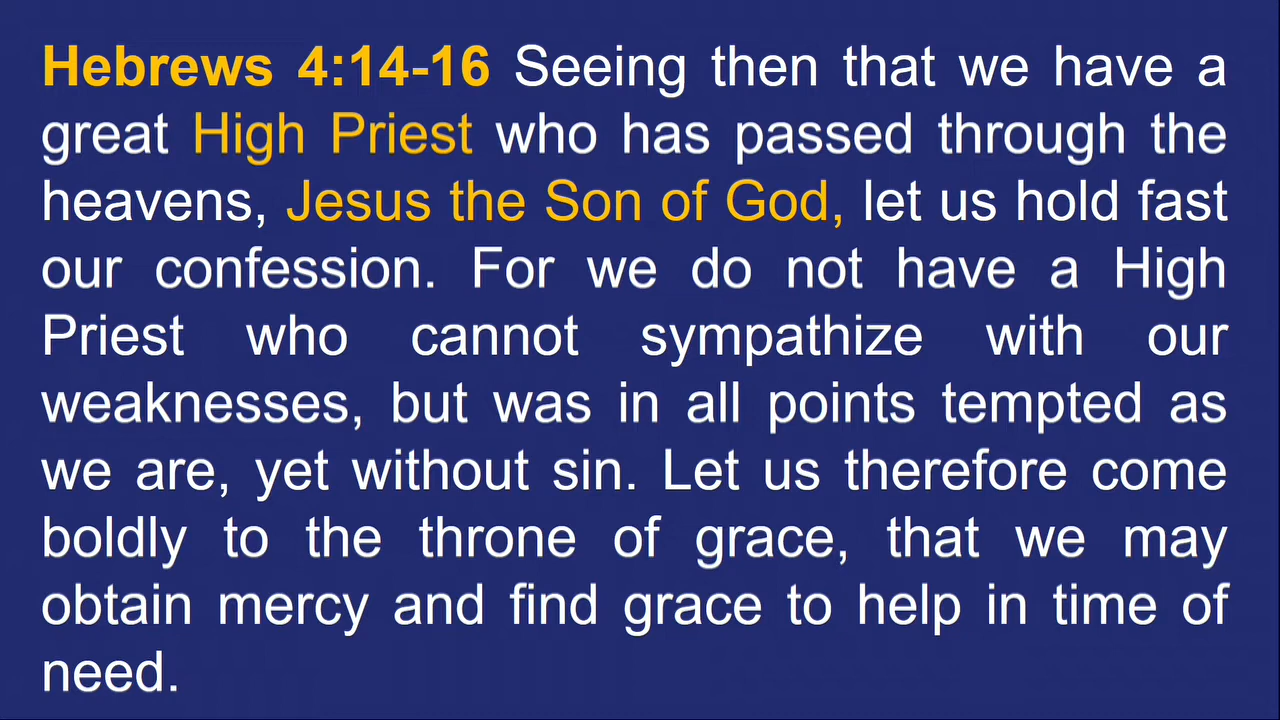 Hebrews 4:14-16 Seeing then that we have a
great High Priest who has passed through the
heavens, Jesus the Son of God, let us hold fast
our confession. For we do not have a High
Priest who cannot sympathize with our
weaknesses, but was in all points tempted as
we are, yet without sin. Let us therefore come
boldly to the throne of grace, that we may
obtain mercy and find grace to help in time of
need.